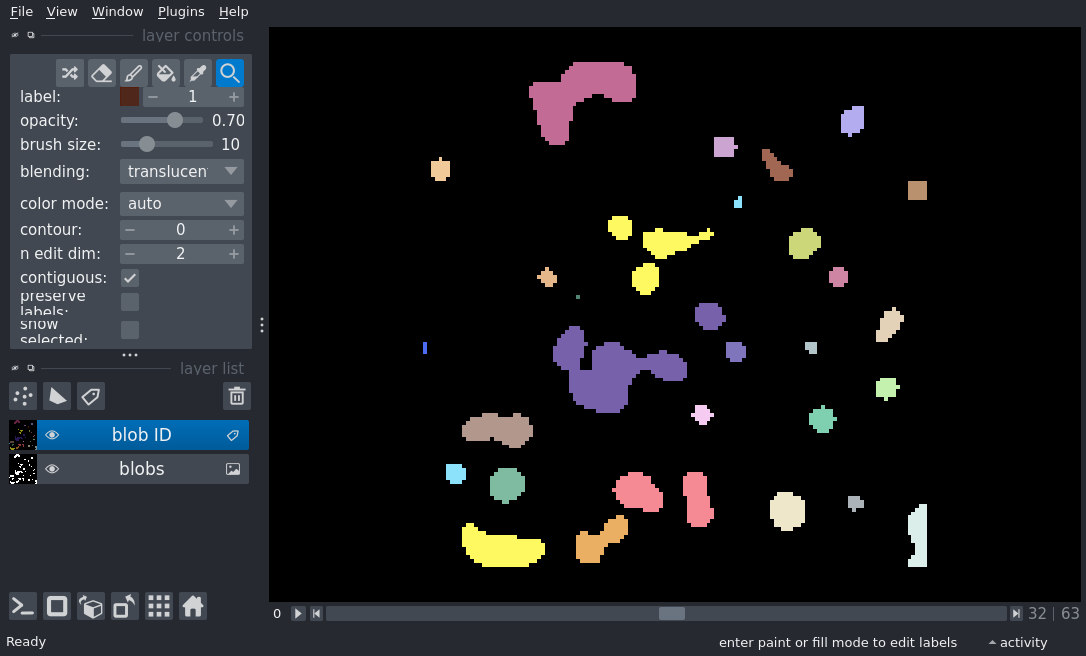 File View Window Plugins Help
layer controls
label: 1
opacity: 0.70
brush size: 10
blending: translucen
color mode: auto
contour: 0
n edit dim: 2
contiguous:
preserve
labels:
show
selected:
layer list
blob ID
blobs
0 32 | 63
Ready enter paint or fill mode to edit labels activity